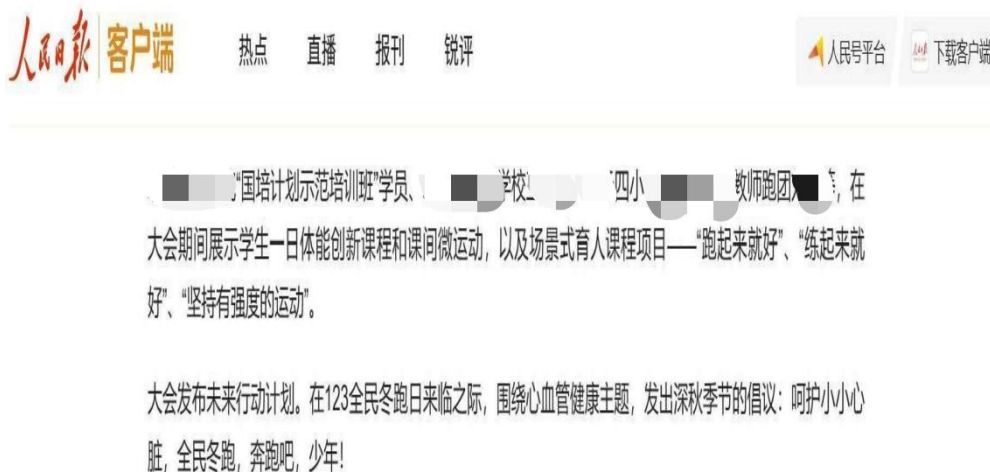 人民日报 客户端 热点 直播 报刊 锐评 人民号平台 下载客户端
“国培计划示范培训班”学员、 学校 四小 教师跑团 ,在
大会期间展示学生一日体能创新课程和课间微运动，以及场景式育人课程项目——“跑起来就好”、“练起来就
好”、“坚持有强度的运动”。
大会发布未来行动计划。在123全民冬跑日来临之际，围绕心血管健康主题，发出深秋季节的倡议：呵护小小心
脏，全民冬跑，奔跑吧，少年！